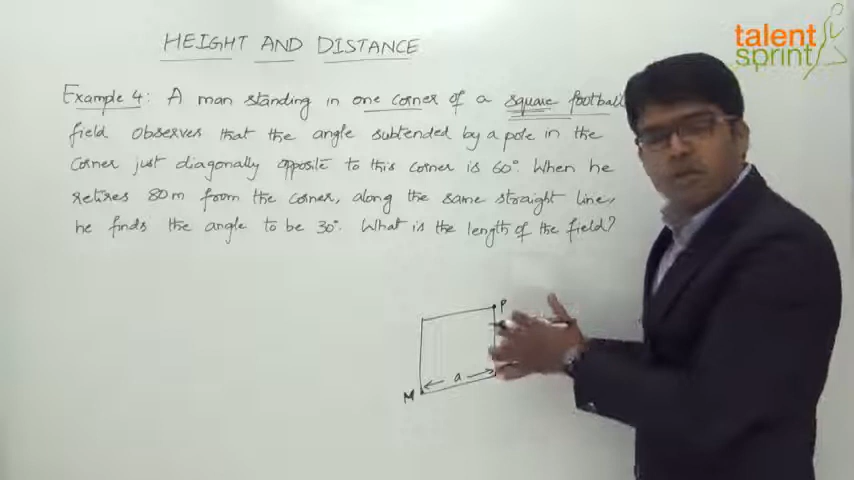 talent
sprint
HEIGHT AND DISTANCE
Example 4: A man standing in one corner of a square football
field observes that the angle subtended by a pole in the
corner just diagonally opposite to this corner is 60°. When he
retires 80m from the corner, along the same straight line,
he finds the angle to be 30°. What is the length of the field?
P
a
M